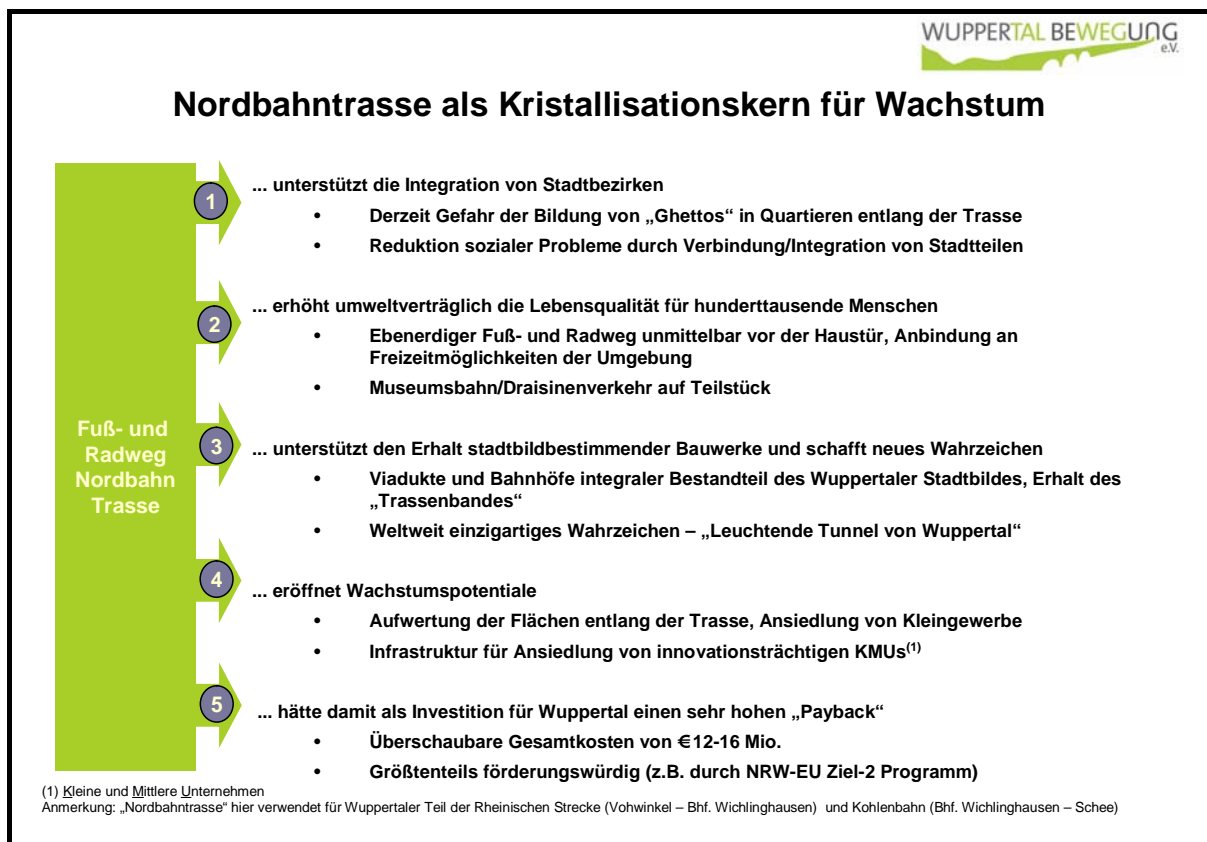 WUPPERTAL BEWEGUNG
e.V.
Nordbahntrasse als Kristallisationskern für Wachstum
Fuß- und
Radweg
Nordbahn
Trasse
1
... unterstützt die Integration von Stadtbezirken
• Derzeit Gefahr der Bildung von „Ghettos“ in Quartieren entlang der Trasse
• Reduktion sozialer Probleme durch Verbindung/Integration von Stadtteilen
2
... erhöht umweltverträglich die Lebensqualität für hunderttausende Menschen
• Ebenerdiger Fuß- und Radweg unmittelbar vor der Haustür, Anbindung an
Freizeitmöglichkeiten der Umgebung
• Museumsbahn/Draisinenverkehr auf Teilstück
3
... unterstützt den Erhalt stadtbildbestimmender Bauwerke und schafft neues Wahrzeichen
• Viadukte und Bahnhöfe integraler Bestandteil des Wuppertaler Stadtbildes, Erhalt des
„Trassenbandes“
• Weltweit einzigartiges Wahrzeichen – „Leuchtende Tunnel von Wuppertal“
4
... eröffnet Wachstumspotentiale
• Aufwertung der Flächen entlang der Trasse, Ansiedlung von Kleingewerbe
• Infrastruktur für Ansiedlung von innovationsträchtigen KMUs(1)
5
... hätte damit als Investition für Wuppertal einen sehr hohen „Payback“
• Überschaubare Gesamtkosten von €12-16 Mio.
• Größtenteils förderungswürdig (z.B. durch NRW-EU Ziel-2 Programm)
(1) Kleine und Mittlere Unternehmen
Anmerkung: „Nordbahntrasse“ hier verwendet für Wuppertaler Teil der Rheinischen Strecke (Vohwinkel – Bhf. Wichlinghausen) und Kohlenbahn (Bhf. Wichlinghausen – Schee)